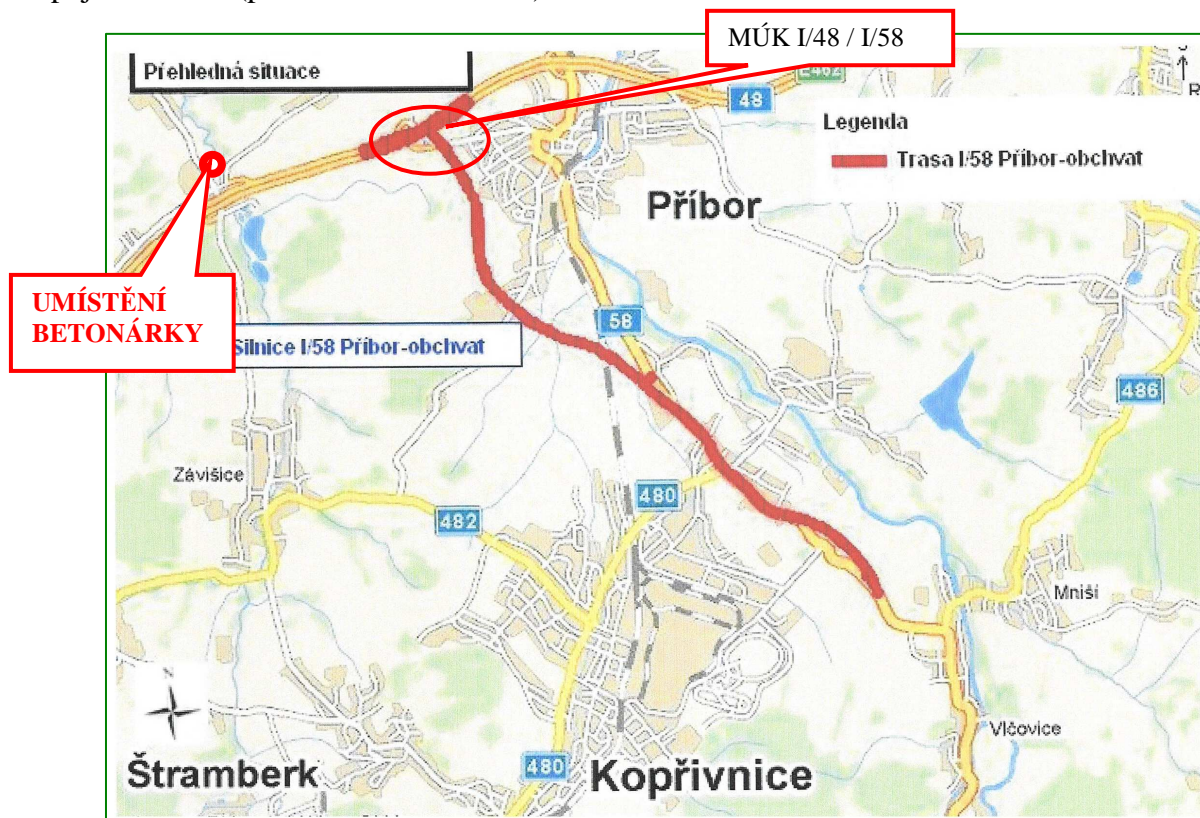 MÚK I/48 / I/58
Přehledná situace
E462
48
Legenda
Trasa I/58 Příbor-obchvat
Příbor
UMÍSTĚNÍ
BETONÁRKY
58
Silnice I/58 Příbor-obchvat
486
Závišice
480
482
Mniší
N
Vlčovice
Štramberk
480
Kopřivnice